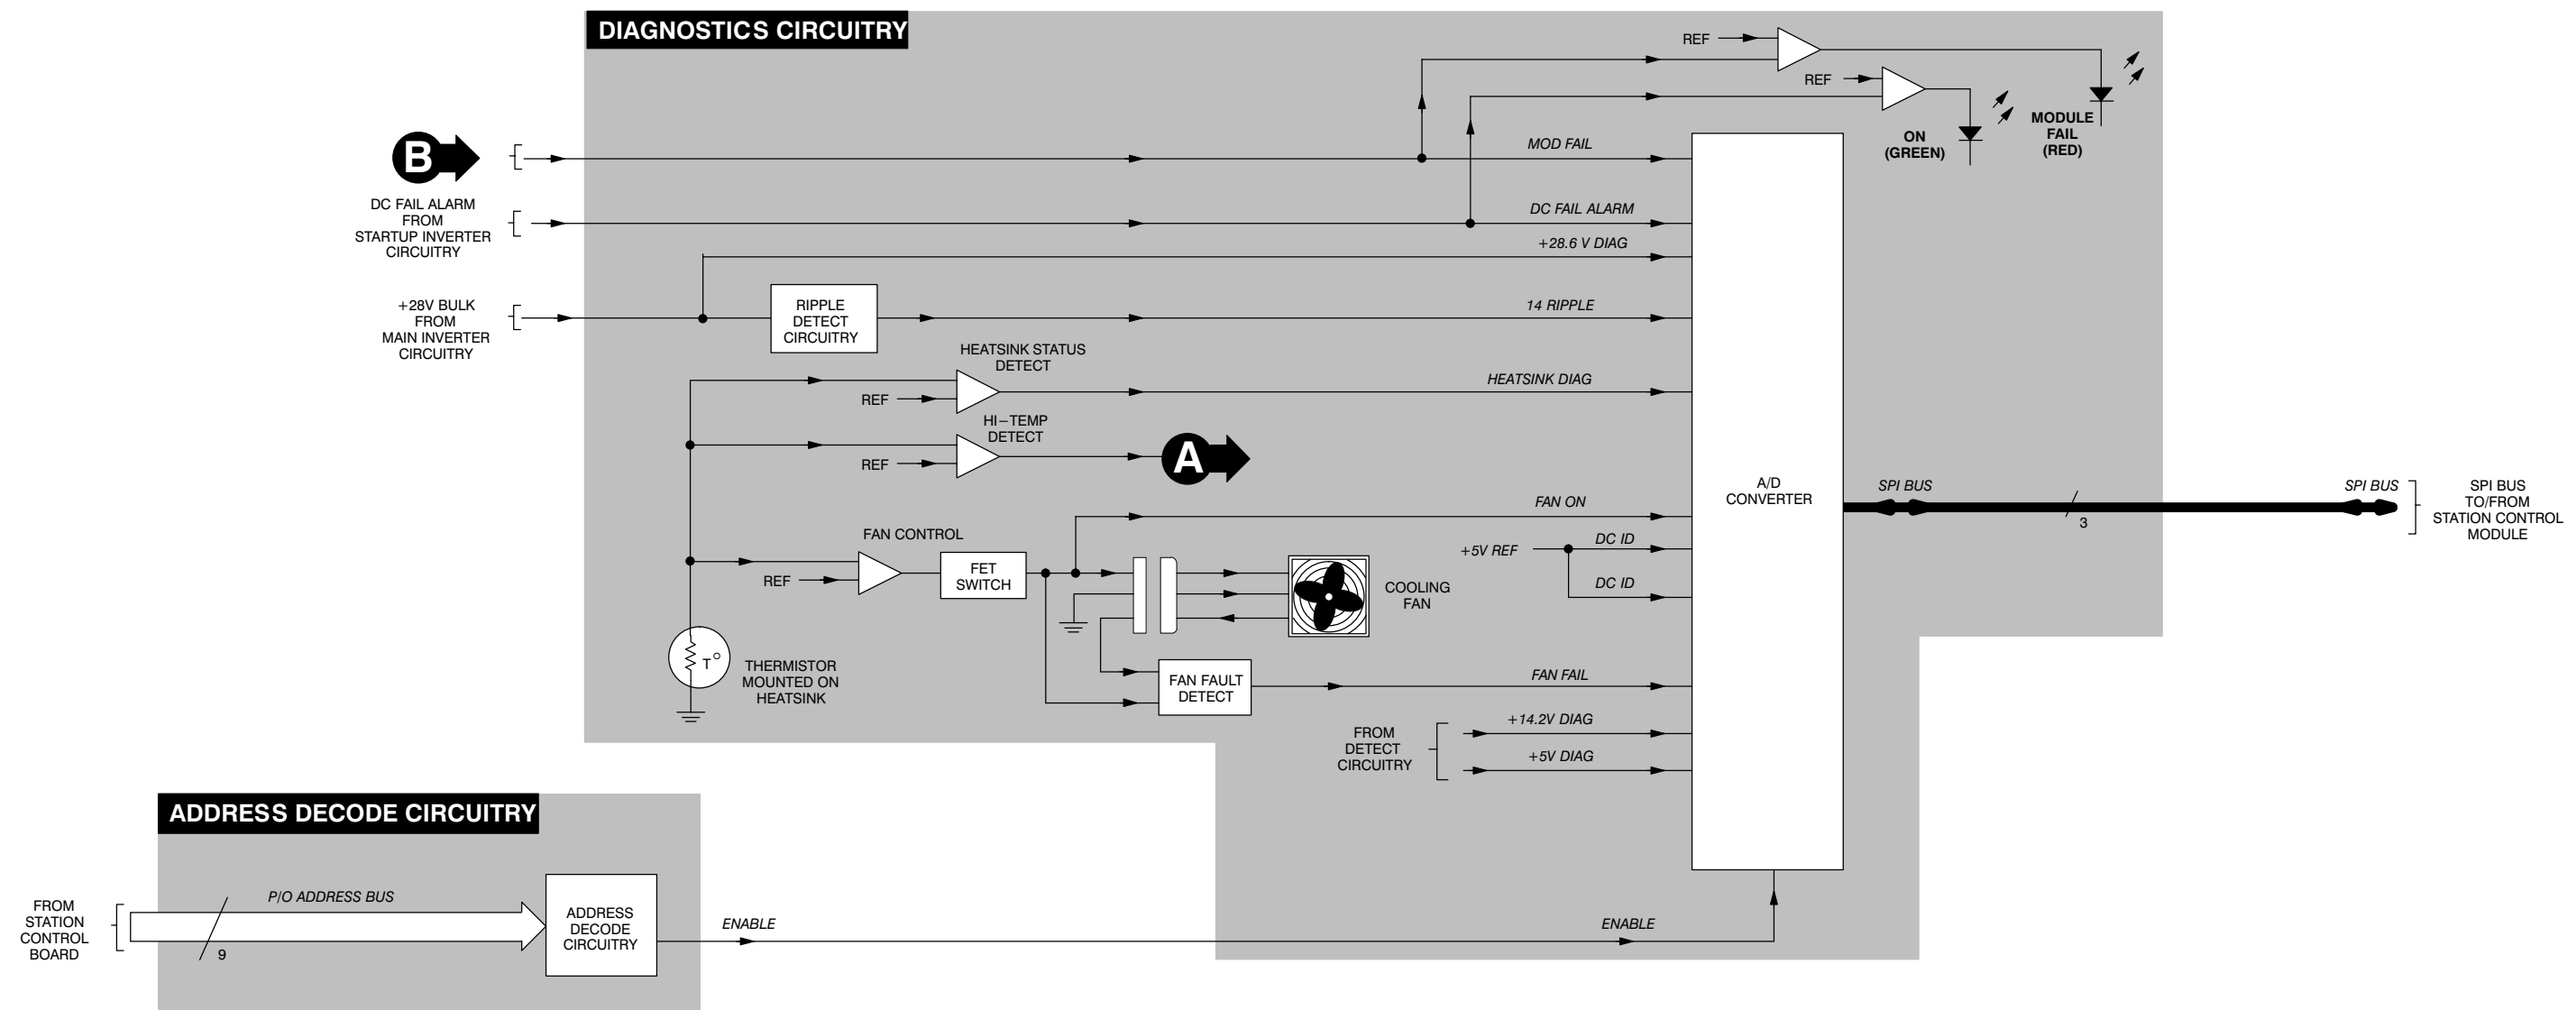 DIAGNOSTICS CIRCUITRY
REF
REF
MODULE
FAIL
(RED)
ON
(GREEN)
B
MOD FAIL
DC FAIL ALARM
FROM
STARTUP INVERTER
CIRCUITRY
DC FAIL ALARM
+28.6 V DIAG
+28V BULK
FROM
MAIN INVERTER
CIRCUITRY
RIPPLE
DETECT
CIRCUITRY
14 RIPPLE
HEATSINK STATUS
DETECT
REF
HEATSINK DIAG
HI–TEMP
DETECT
REF
A
A/D
CONVERTER
SPI BUS
3
SPI BUS
SPI BUS
TO/FROM
STATION CONTROL
MODULE
FAN ON
FAN CONTROL
REF
FET
SWITCH
COOLING
FAN
+5V REF
DC ID
DC ID
T°
THERMISTOR
MOUNTED ON
HEATSINK
FAN FAULT
DETECT
FAN FAIL
FROM
DETECT
CIRCUITRY
+14.2V DIAG
+5V DIAG
ADDRESS DECODE CIRCUITRY
FROM
STATION
CONTROL
BOARD
P/O ADDRESS BUS
9
ADDRESS
DECODE
CIRCUITRY
ENABLE
ENABLE